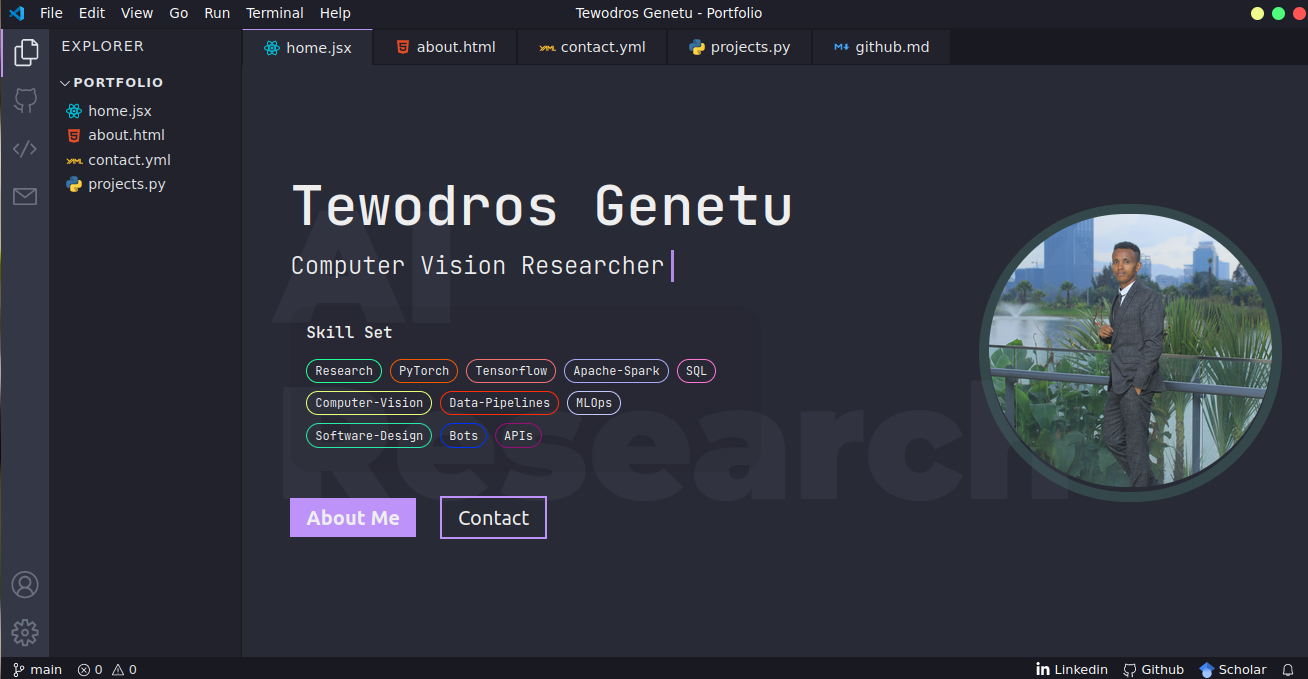 File Edit View Go Run Terminal Help
Tewodros Genetu - Portfolio
EXPLORER
PORTFOLIO
home.jsx
about.html
contact.yml
projects.py
home.jsx
about.html
YAML contact.yml
projects.py
M github.md
AI
Research
Tewodros Genetu
Computer Vision Researcher
Skill Set
Research PyTorch Tensorflow Apache-Spark SQL
Computer-Vision Data-Pipelines MLOps
Software-Design Bots APIs
About Me Contact
main 0 0
in Linkedin Github Scholar